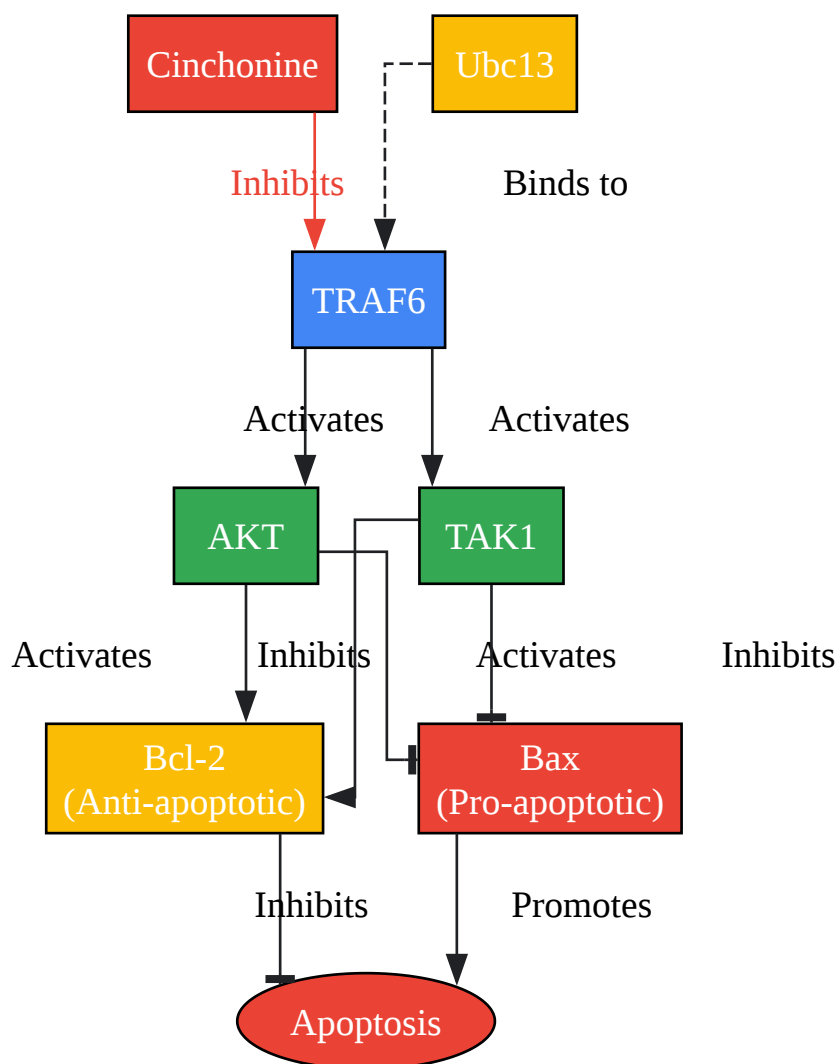 Cinchonine
Ubc13
Inhibits
Binds to
TRAF6
Activates
Activates
AKT
TAK1
Activates
Inhibits
Activates
Inhibits
Bcl-2
(Anti-apoptotic)
Bax
(Pro-apoptotic)
Inhibits
Promotes
Apoptosis